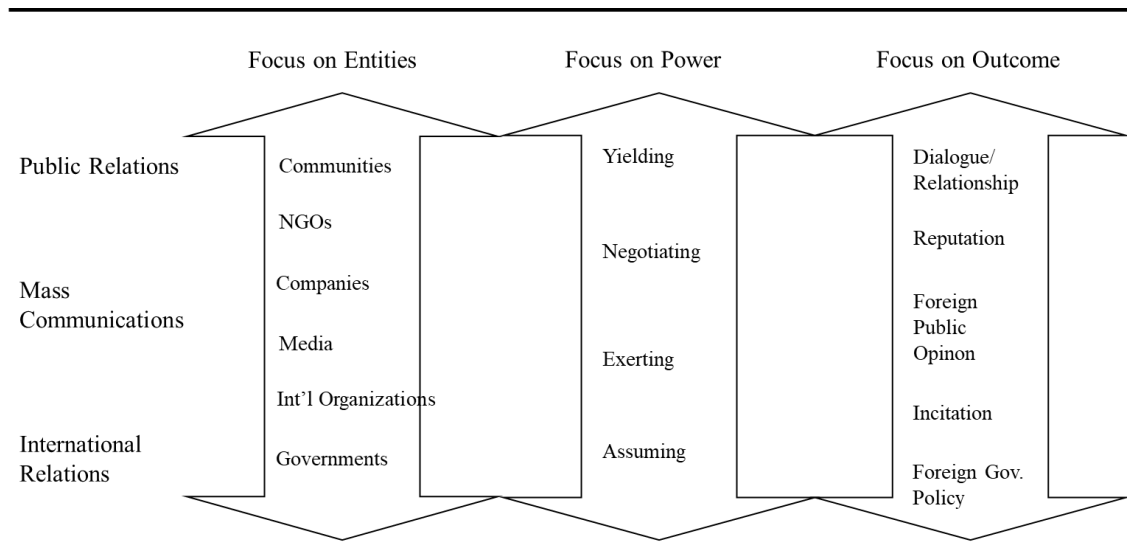 Focus on Entities
Focus on Power
Focus on Outcome
Public Relations
Mass
Communications
International
Relations
Communities
NGOs
Companies
Media
Int’l Organizations
Governments
Yielding
Negotiating
Exerting
Assuming
Dialogue/
Relationship
Reputation
Foreign
Public
Opinon
Incitation
Foreign Gov.
Policy